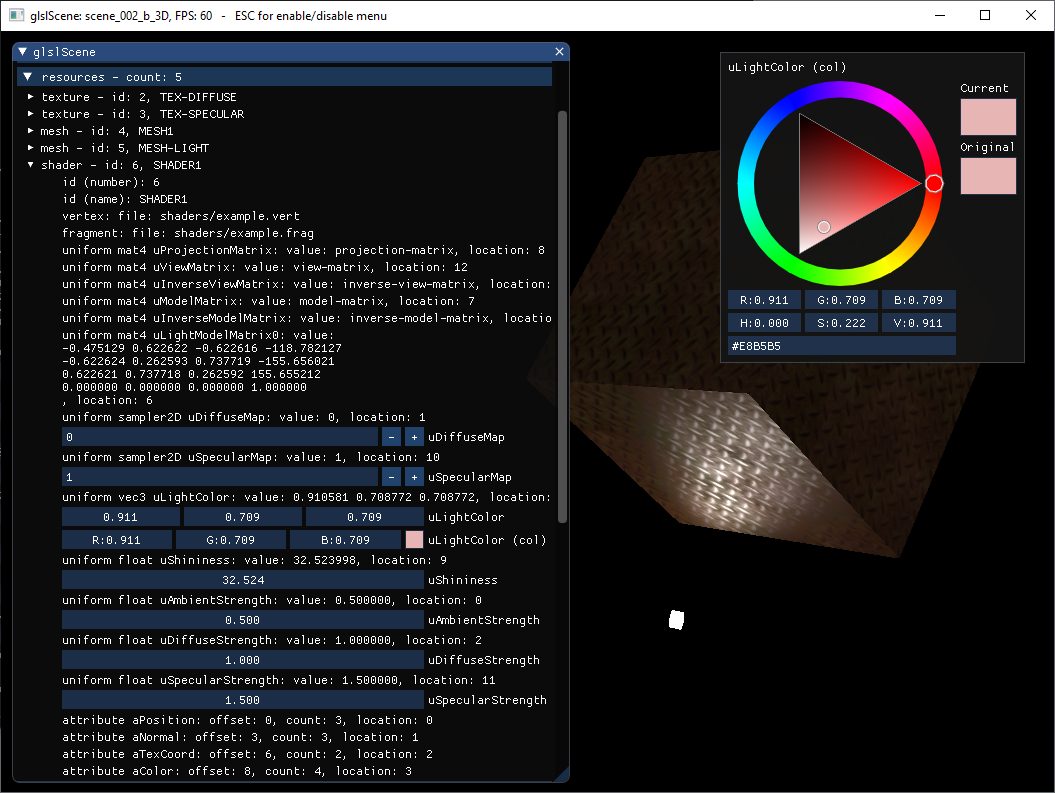 glslScene: scene_002_b_3D, FPS: 60 - ESC for enable/disable menu
glslScene
resources - count: 5
texture - id: 2, TEX-DIFFUSE
texture - id: 3, TEX-SPECULAR
mesh - id: 4, MESH1
mesh - id: 5, MESH-LIGHT
shader - id: 6, SHADER1
id (number): 6
id (name): SHADER1
vertex: file: shaders/example.vert
fragment: file: shaders/example.frag
uniform mat4 uProjectionMatrix: value: projection-matrix, location: 8
uniform mat4 uViewMatrix: value: view-matrix, location: 12
uniform mat4 uInverseViewMatrix: value: inverse-view-matrix, location:
uniform mat4 uModelMatrix: value: model-matrix, location: 7
uniform mat4 uInverseModelMatrix: value: inverse-model-matrix, locatio
uniform mat4 uLightModelMatrix0: value:
-0.475129 0.622622 -0.622616 -118.782127
-0.622624 0.262593 0.737719 -155.656021
0.622621 0.737718 0.262592 155.655212
0.000000 0.000000 0.000000 1.000000
, location: 6
uniform sampler2D uDiffuseMap: value: 0, location: 1
0 - + uDiffuseMap
uniform sampler2D uSpecularMap: value: 1, location: 10
1 - + uSpecularMap
uniform vec3 uLightColor: value: 0.910581 0.708772 0.708772, location:
0.911 0.709 0.709 uLightColor
R:0.911 G:0.709 B:0.709 uLightColor (col)
uniform float uShininess: value: 32.523998, location: 9
32.524 uShininess
uniform float uAmbientStrength: value: 0.500000, location: 0
0.500 uAmbientStrength
uniform float uDiffuseStrength: value: 1.000000, location: 2
1.000 uDiffuseStrength
uniform float uSpecularStrength: value: 1.500000, location: 11
1.500 uSpecularStrength
attribute aPosition: offset: 0, count: 3, location: 0
attribute aNormal: offset: 3, count: 3, location: 1
attribute aTexCoord: offset: 6, count: 2, location: 2
attribute aColor: offset: 8, count: 4, location: 3
uLightColor (col)
Current
Original
R:0.911 G:0.709 B:0.709
H:0.000 S:0.222 V:0.911
#E8B5B5